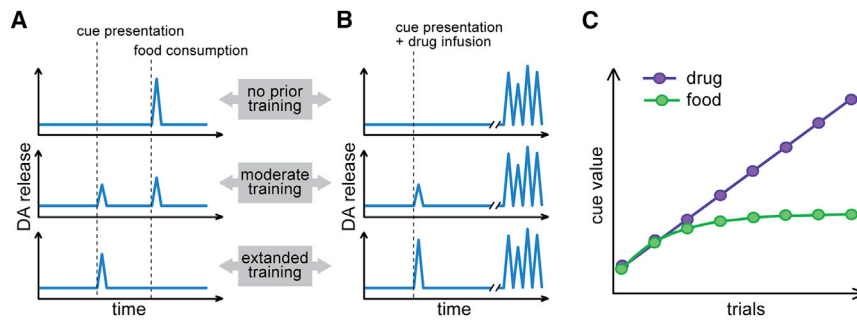 A
cue presentation
food consumption
B
cue presentation
+ drug infusion
C
no prior
training
moderate
training
extanded
training
DA release
DA release
time
time
drug
food
cue value
trials